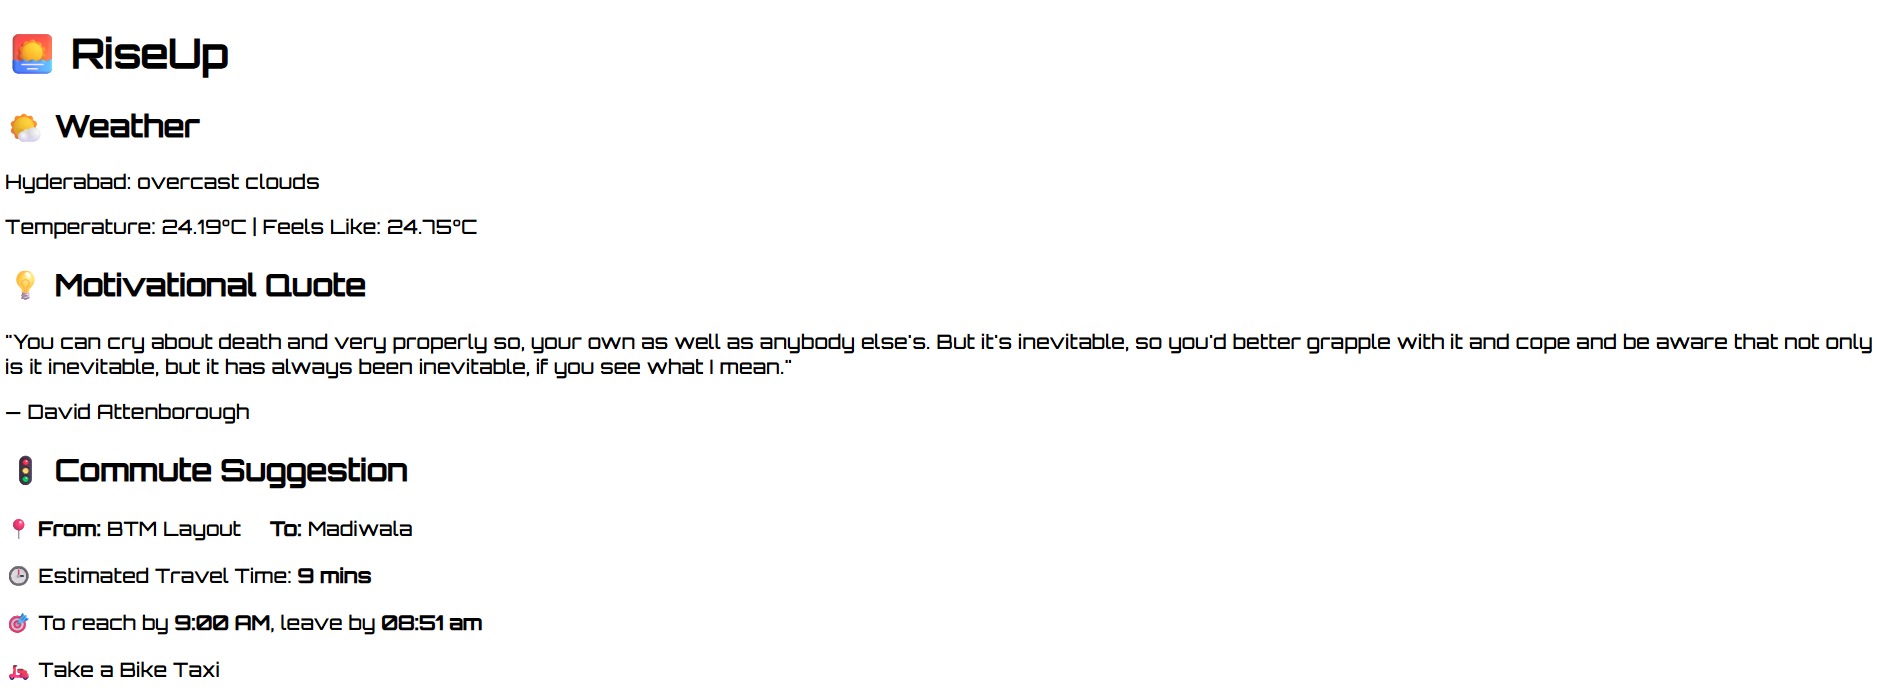 RiseUp
Weather
Hyderabad: overcast clouds
Temperature: 24.19°C | Feels Like: 24.75°C
Motivational Quote
"You can cry about death and very properly so, your own as well as anybody else's. But it's inevitable, so you'd better grapple with it and cope and be aware that not only
is it inevitable, but it has always been inevitable, if you see what I mean."
— David Attenborough
Commute Suggestion
From: BTM Layout To: Madiwala
Estimated Travel Time: 9 mins
To reach by 9:00 AM, leave by 08:51 am
Take a Bike Taxi